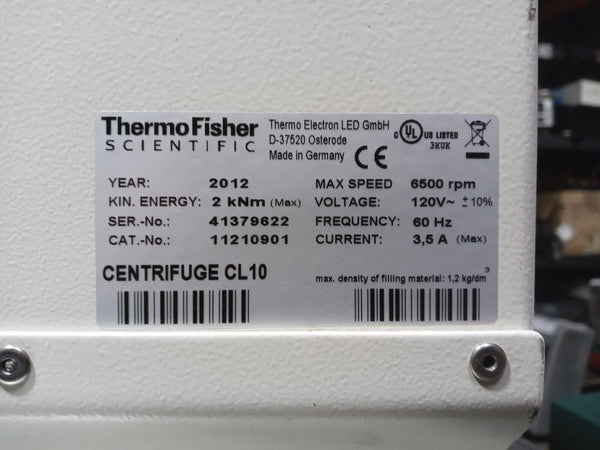 ThermoFisher
SCIENTIFIC
Thermo Electron LED GmbH
D-37520 Osterode
Made in Germany
CE
C UL US LISTED
3KUK
YEAR: 2012
KIN. ENERGY: 2 kNm (Max)
SER.-No.: 41379622
CAT.-No.: 11210901
MAX SPEED 6500 rpm
VOLTAGE: 120V~ ±10%
FREQUENCY: 60 Hz
CURRENT: 3,5 A (Max)
CENTRIFUGE CL10
max. density of filling material: 1,2 kg/dm³